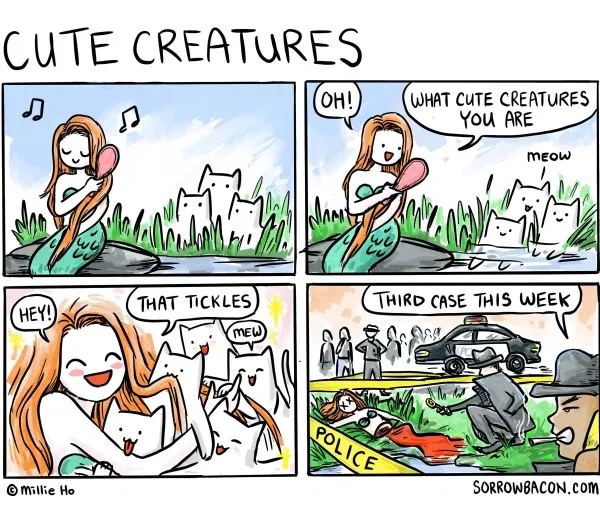 CUTE CREATURES
OH!
WHAT CUTE CREATURES
YOU ARE
MEOW
HEY!
THAT TICKLES
MEW
THIRD CASE THIS WEEK
POLICE
© Millie Ho
SORROWBACON.COM